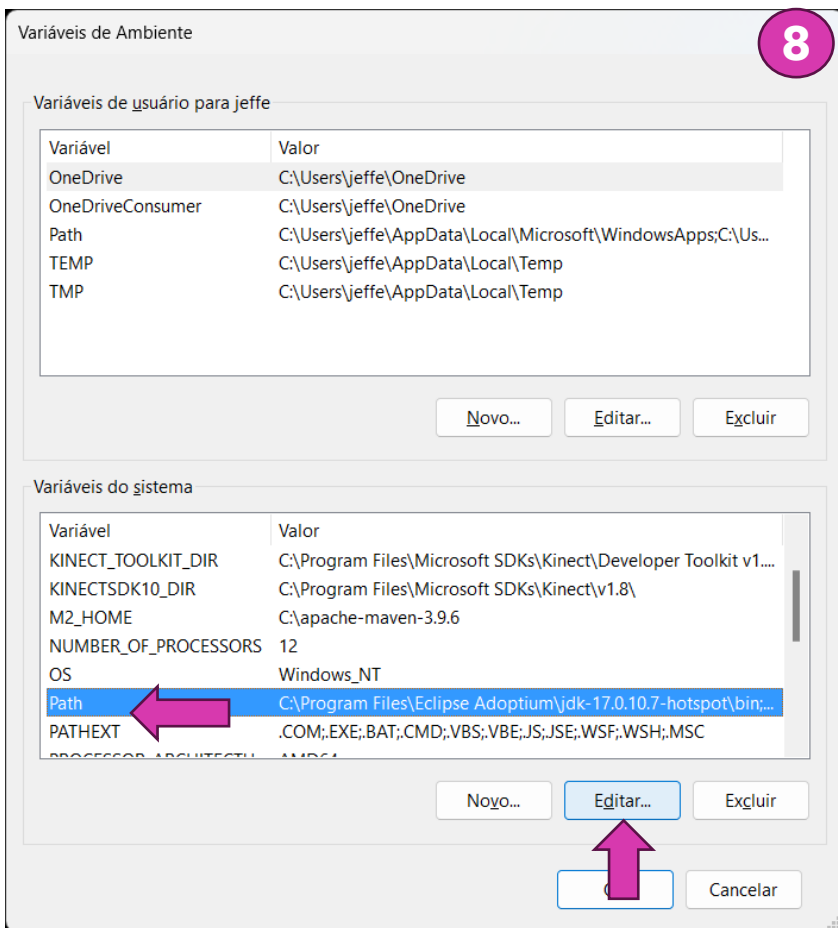 Variáveis de Ambiente
8
Variáveis de usuário para jeffe
Variável Valor
OneDrive C:\Users\jeffe\OneDrive
OneDriveConsumer C:\Users\jeffe\OneDrive
Path C:\Users\jeffe\AppData\Local\Microsoft\WindowsApps;C:\Us...
TEMP C:\Users\jeffe\AppData\Local\Temp
TMP C:\Users\jeffe\AppData\Local\Temp
Novo... Editar... Excluir
Variáveis do sistema
Variável Valor
KINECT_TOOLKIT_DIR C:\Program Files\Microsoft SDKs\Kinect\Developer Toolkit v1....
KINECTSDK10_DIR C:\Program Files\Microsoft SDKs\Kinect\v1.8\
M2_HOME C:\apache-maven-3.9.6
NUMBER_OF_PROCESSORS 12
OS Windows_NT
Path C:\Program Files\Eclipse Adoptium\jdk-17.0.10.7-hotspot\bin;...
PATHEXT .COM;.EXE;.BAT;.CMD;.VBS;.VBE;.JS;.JSE;.WSF;.WSH;.MSC
Novo... Editar... Excluir
Cancelar